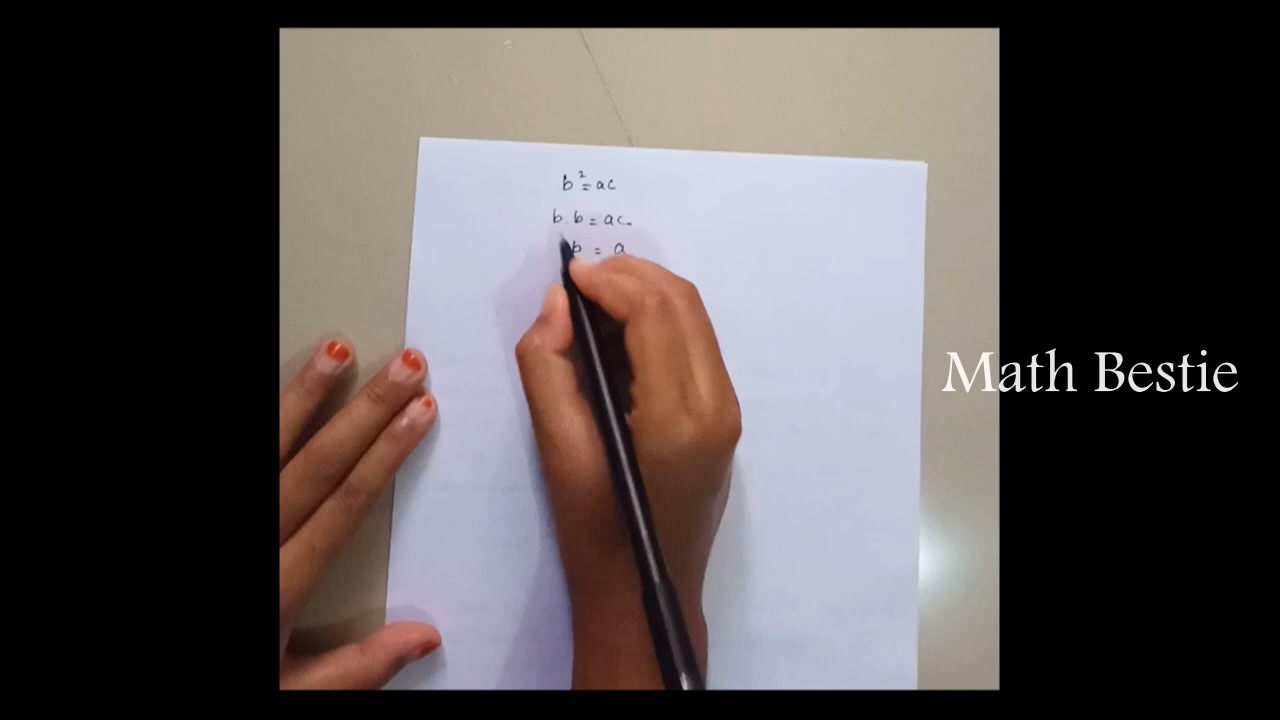 b² = ac
b.b = ac
b = a
Math Bestie